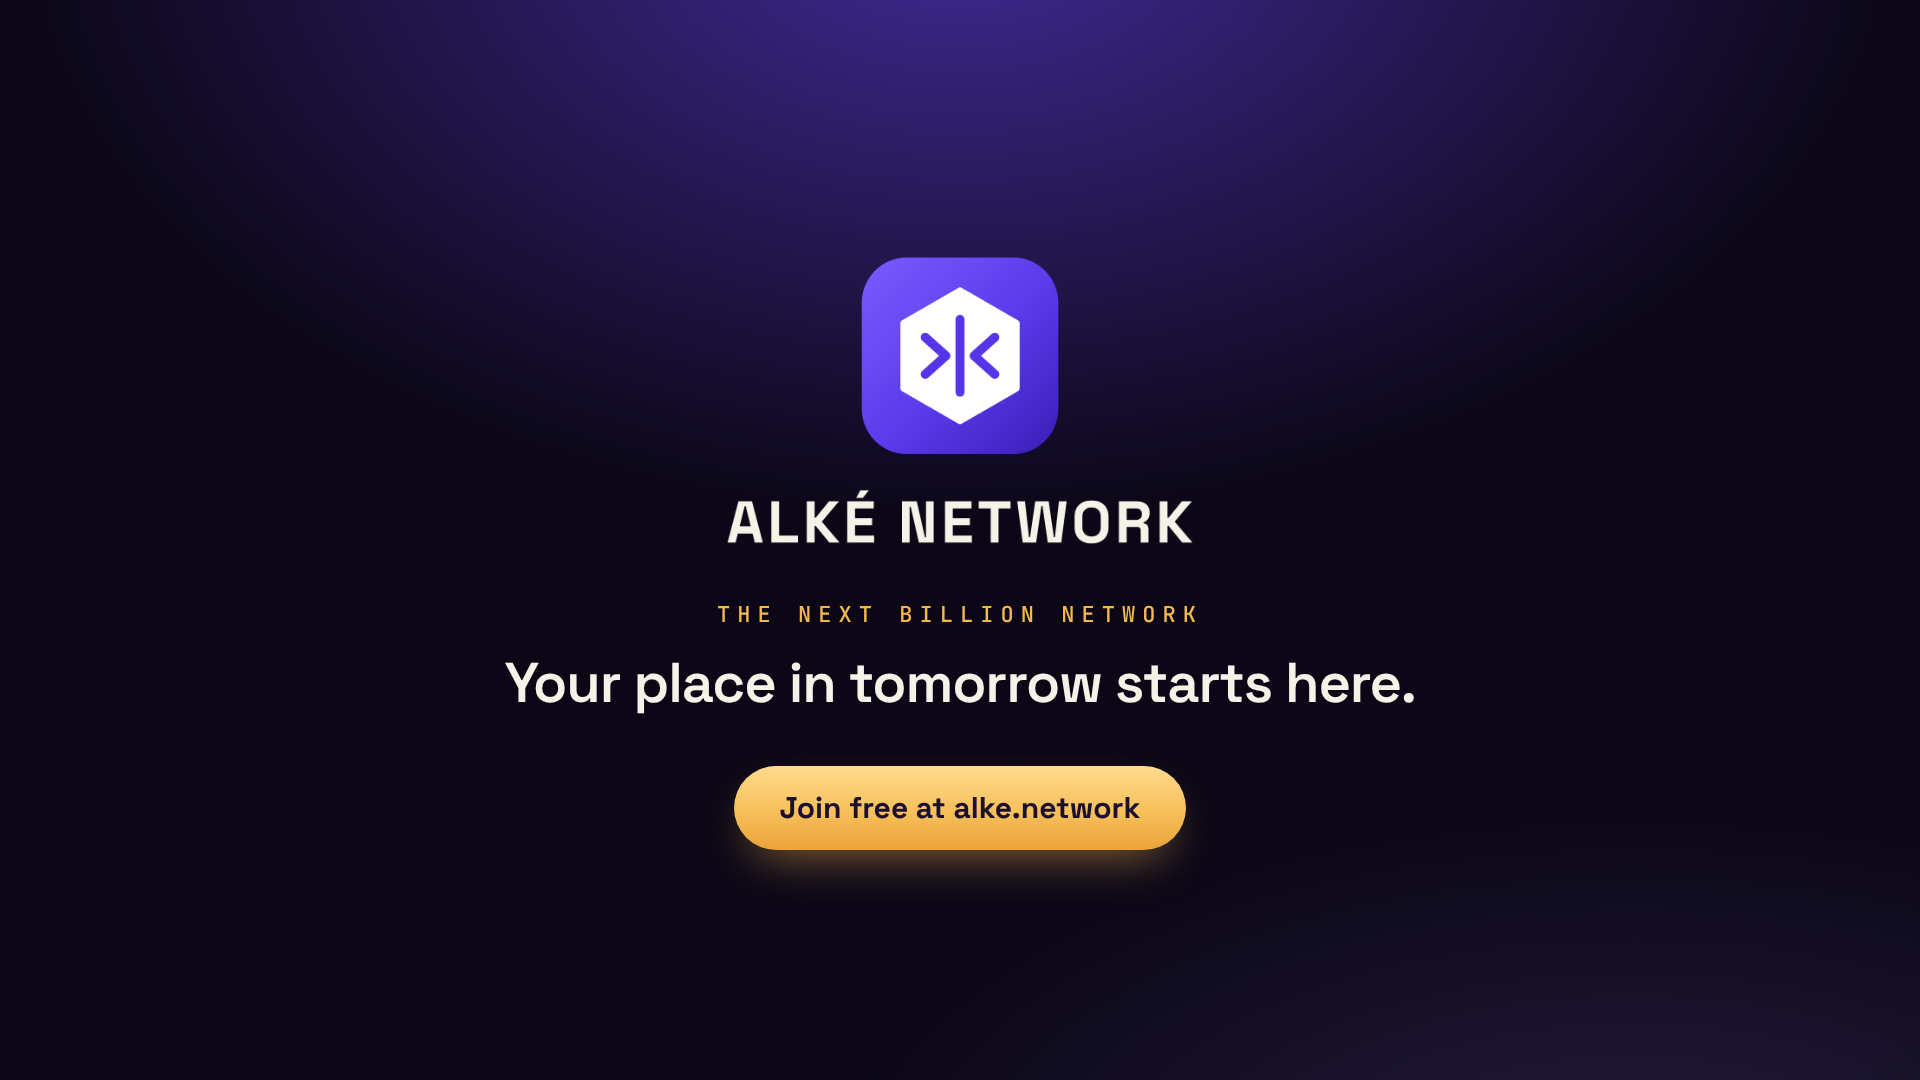 ALKÉ NETWORK
THE NEXT BILLION NETWORK
Your place in tomorrow starts here.
Join free at alke.network